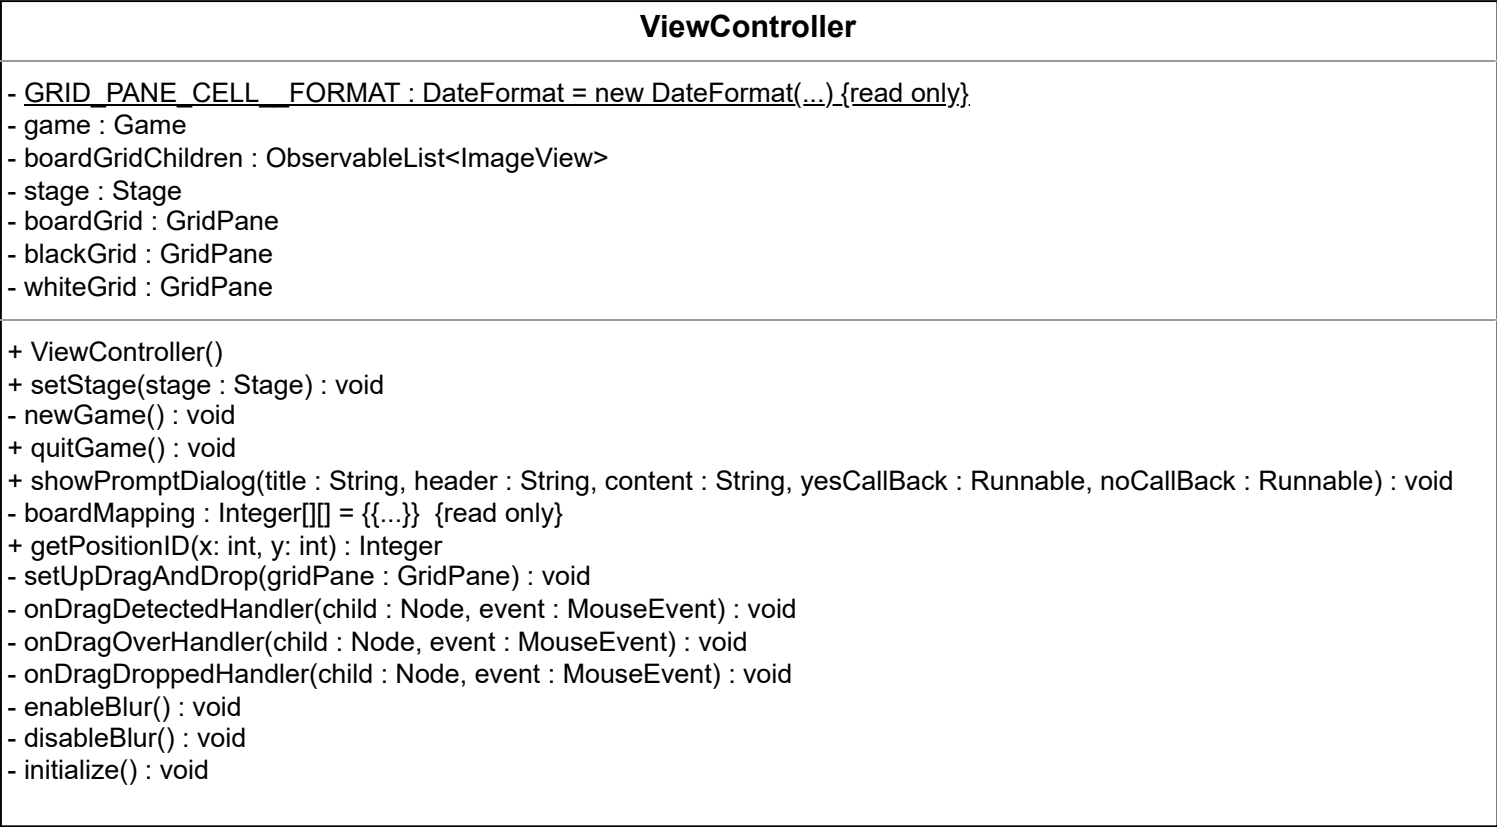 ViewController
- GRID_PANE_CELL__FORMAT : DateFormat = new DateFormat(...) {read only}
- game : Game
- boardGridChildren : ObservableList<ImageView>
- stage : Stage
- boardGrid : GridPane
- blackGrid : GridPane
- whiteGrid : GridPane
+ ViewController()
+ setStage(stage : Stage) : void
- newGame() : void
+ quitGame() : void
+ showPromptDialog(title : String, header : String, content : String, yesCallBack : Runnable, noCallBack : Runnable) : void
- boardMapping : Integer[][] = {{...}}  {read only}
+ getPositionID(x: int, y: int) : Integer
- setUpDragAndDrop(gridPane : GridPane) : void
- onDragDetectedHandler(child : Node, event : MouseEvent) : void
- onDragOverHandler(child : Node, event : MouseEvent) : void
- onDragDroppedHandler(child : Node, event : MouseEvent) : void
- enableBlur() : void
- disableBlur() : void
- initialize() : void